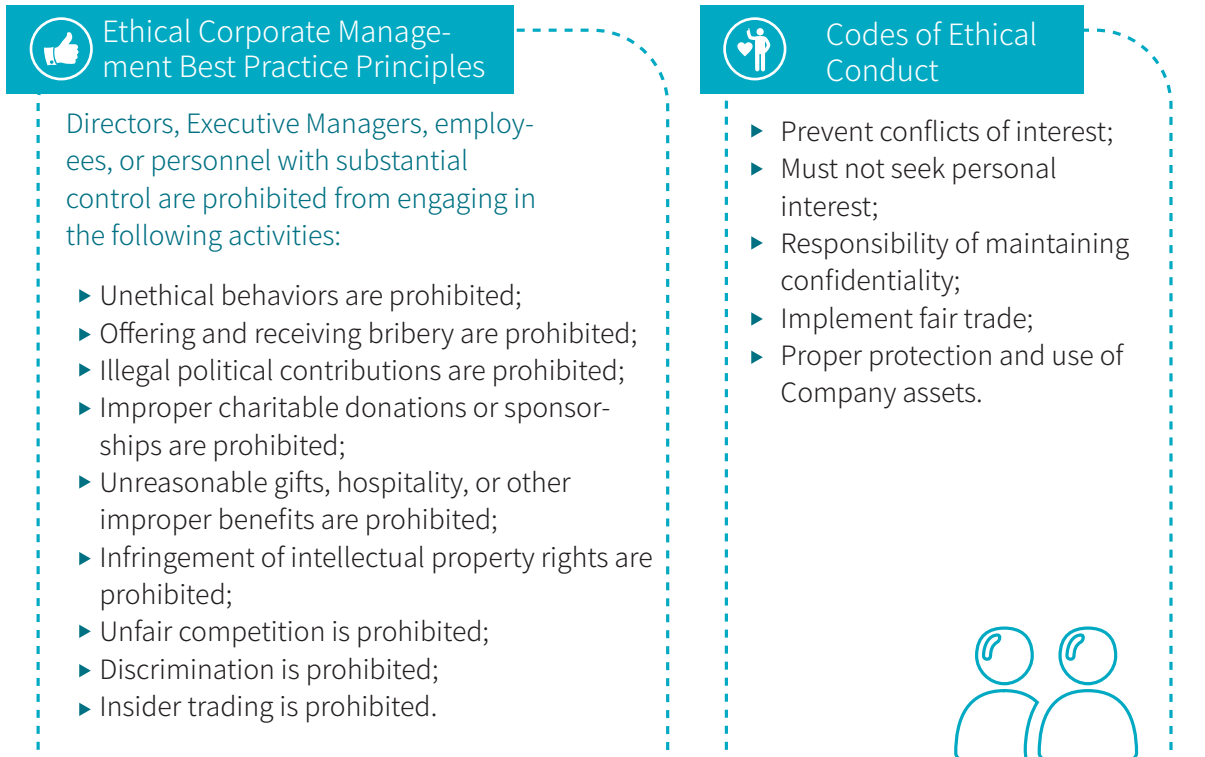 Ethical Corporate Manage-
ment Best Practice Principles
Directors, Executive Managers, employ-
ees, or personnel with substantial
control are prohibited from engaging in
the following activities:
▶ Unethical behaviors are prohibited;
▶ Offering and receiving bribery are prohibited;
▶ Illegal political contributions are prohibited;
▶ Improper charitable donations or sponsor-
ships are prohibited;
▶ Unreasonable gifts, hospitality, or other
improper benefits are prohibited;
▶ Infringement of intellectual property rights are
prohibited;
▶ Unfair competition is prohibited;
▶ Discrimination is prohibited;
▶ Insider trading is prohibited.
Codes of Ethical
Conduct
▶ Prevent conflicts of interest;
▶ Must not seek personal
interest;
▶ Responsibility of maintaining
confidentiality;
▶ Implement fair trade;
▶ Proper protection and use of
Company assets.